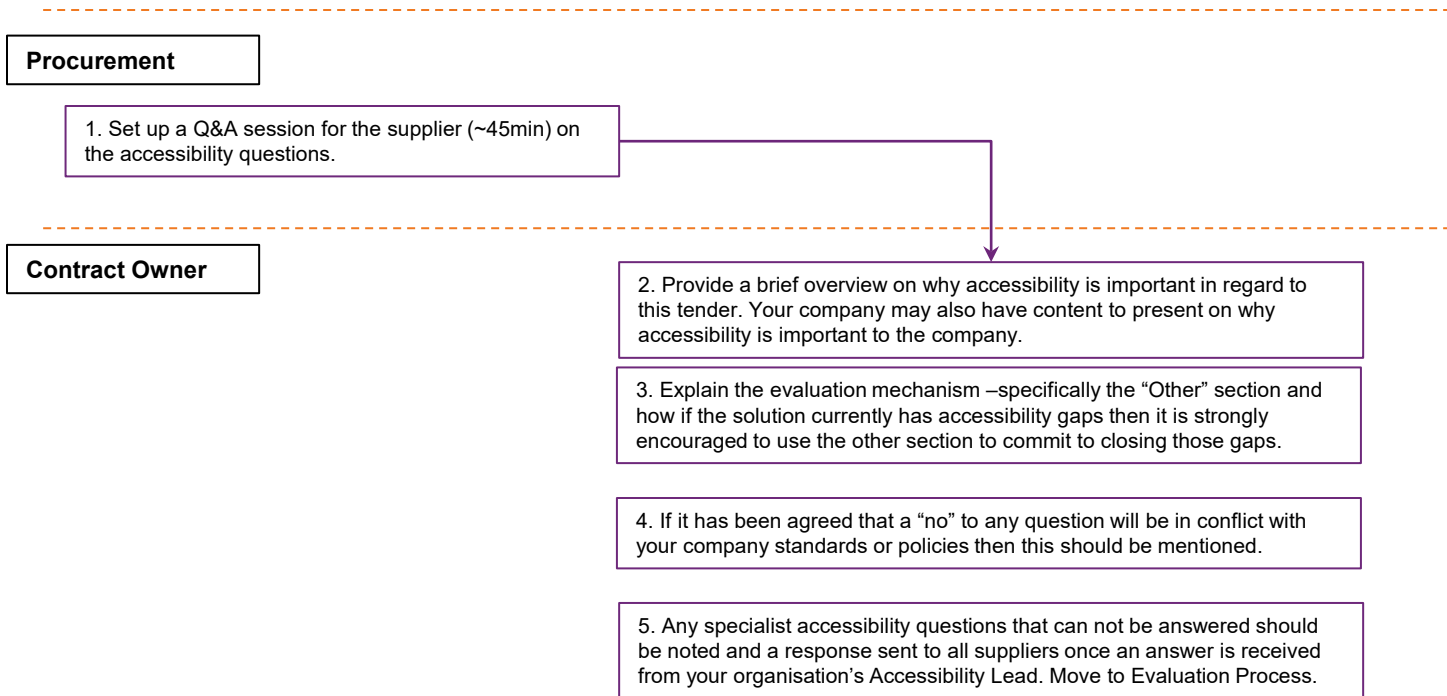 Procurement
1. Set up a Q&A session for the supplier (~45min) on
the accessibility questions.
Contract Owner
2. Provide a brief overview on why accessibility is important in regard to
this tender. Your company may also have content to present on why
accessibility is important to the company.
3. Explain the evaluation mechanism –specifically the “Other” section and
how if the solution currently has accessibility gaps then it is strongly
encouraged to use the other section to commit to closing those gaps.
4. If it has been agreed that a “no” to any question will be in conflict with
your company standards or policies then this should be mentioned.
5. Any specialist accessibility questions that can not be answered should
be noted and a response sent to all suppliers once an answer is received
from your organisation’s Accessibility Lead. Move to Evaluation Process.